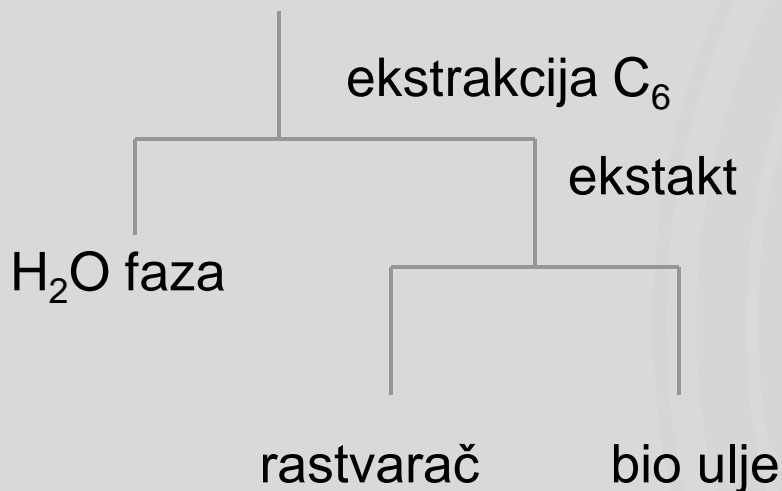 ekstrakcija C₆
ekstakt
H₂O faza
rastvarač bio ulje